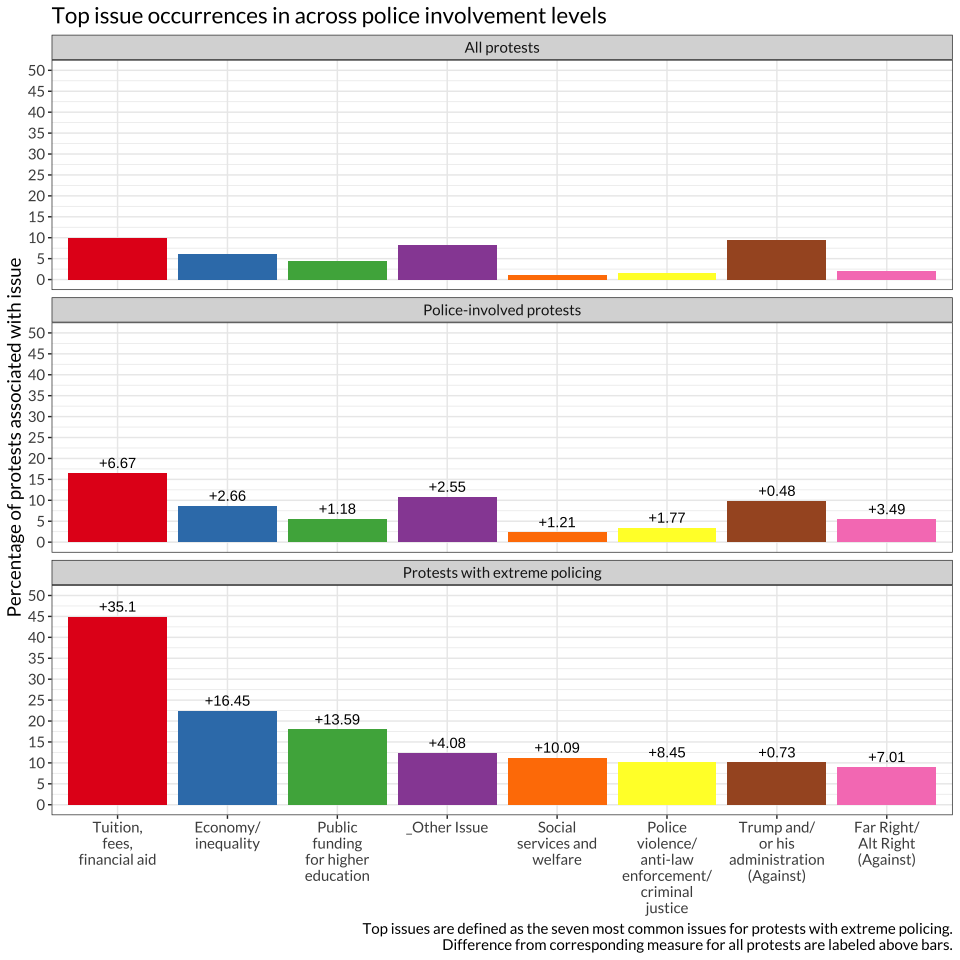 Top issue occurrences in across police involvement levels
Percentage of protests associated with issue
All protests
50
45
40
35
30
25
20
15
10
5
0
Police-involved protests
50
45
40
35
30
25
20
15
10
5
0
+6.67
+2.66
+1.18
+2.55
+1.21
+1.77
+0.48
+3.49
Protests with extreme policing
50
45
40
35
30
25
20
15
10
5
0
+35.1
+16.45
+13.59
+4.08
+10.09
+8.45
+0.73
+7.01
Tuition,
fees,
financial aid
Economy/
inequality
Public
funding
for higher
education
_Other Issue
Social
services and
welfare
Police
violence/
anti-law
enforcement/
criminal
justice
Trump and/
or his
administration
(Against)
Far Right/
Alt Right
(Against)
Top issues are defined as the seven most common issues for protests with extreme policing.
Difference from corresponding measure for all protests are labeled above bars.